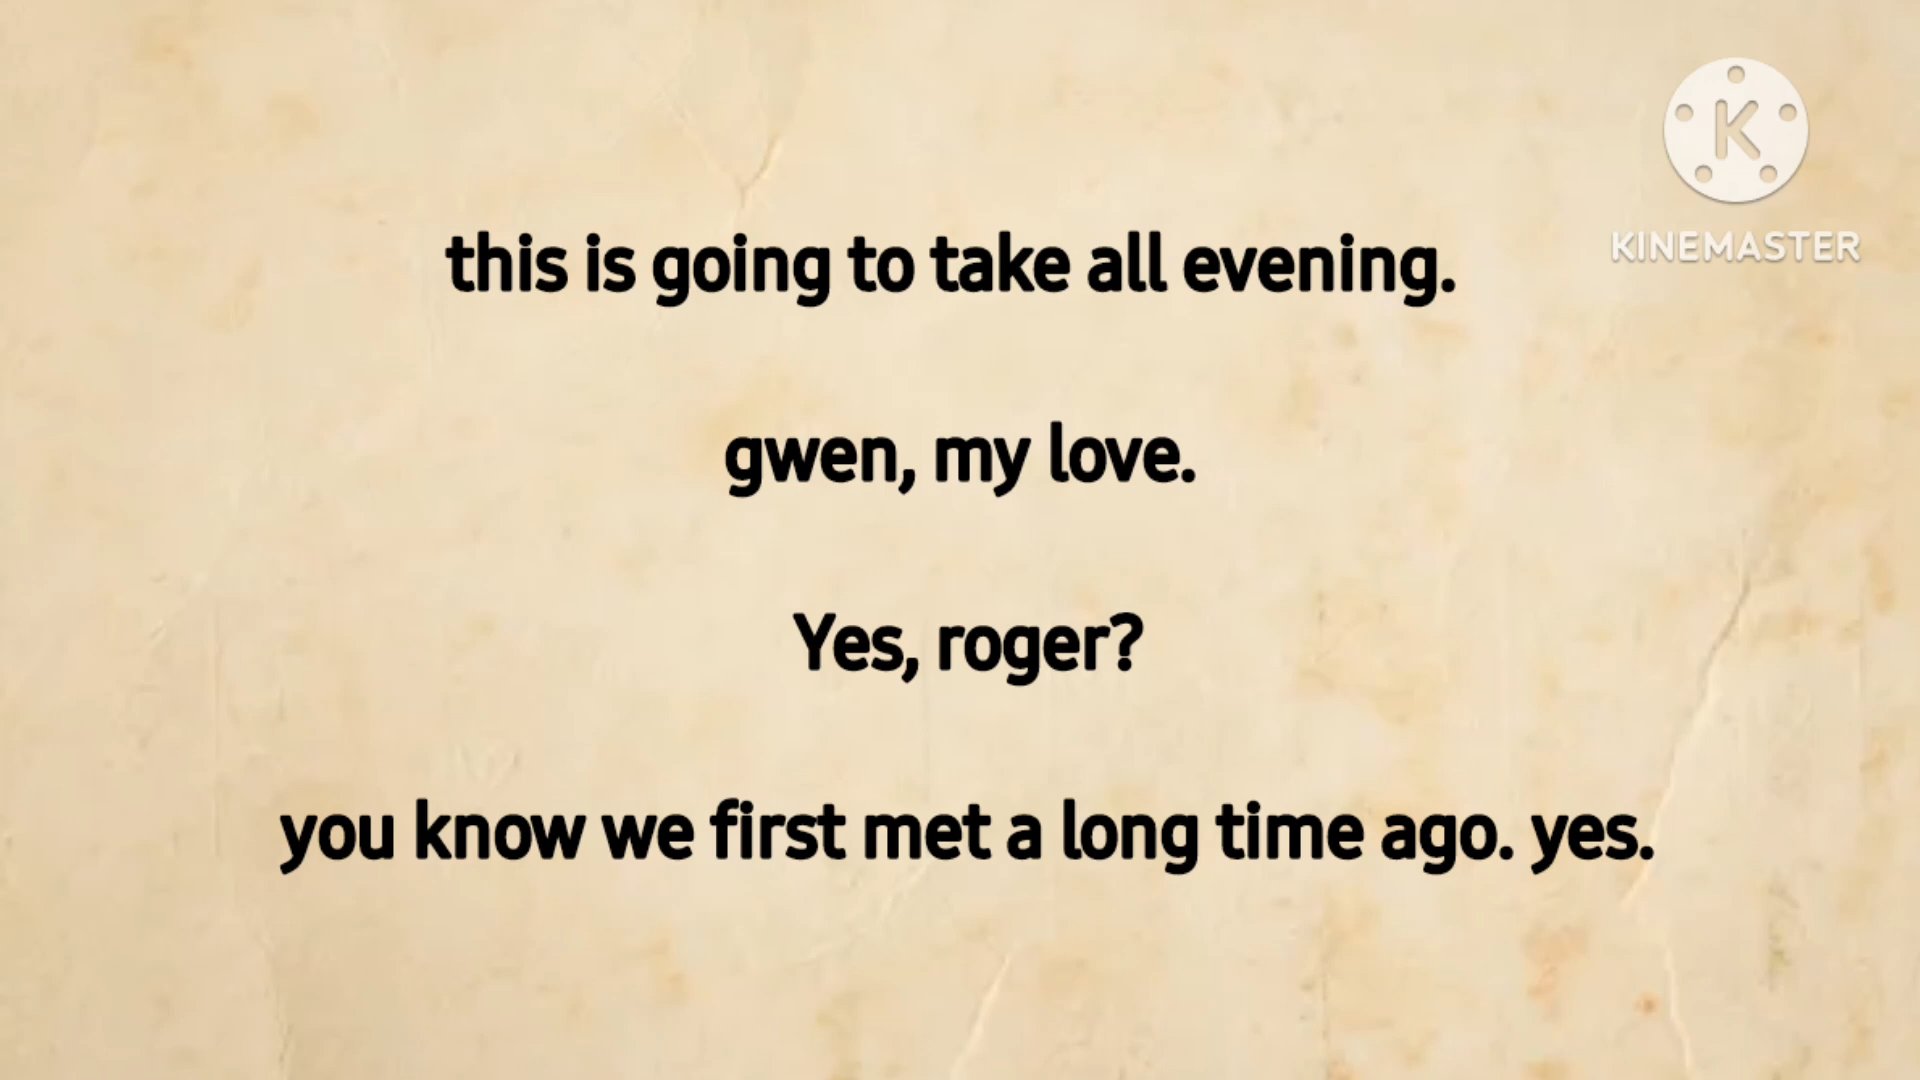 KINEMASTER
this is going to take all evening.
gwen, my love.
Yes, roger?
you know we first met a long time ago. yes.